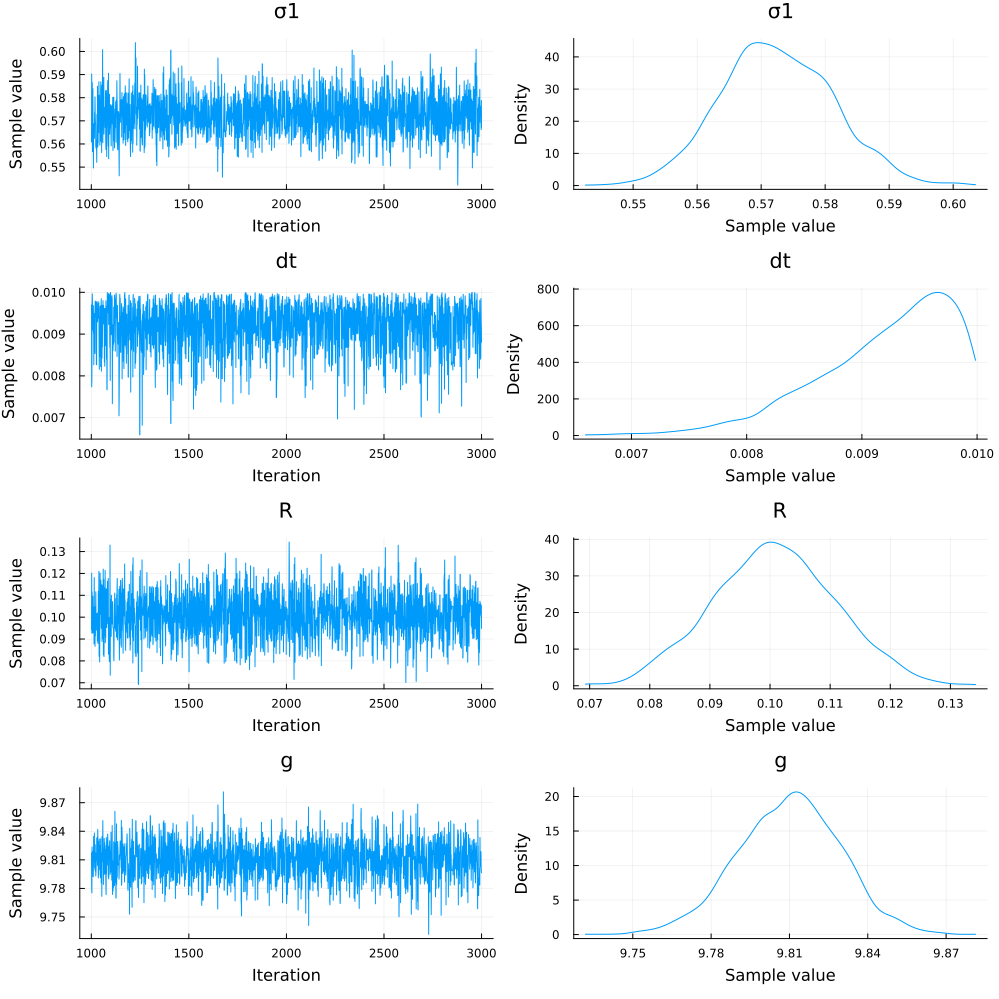 σ1
σ1
Sample value
0.60
0.59
0.58
0.57
0.56
0.55
1000 1500 2000 2500 3000
Iteration
Density
40
30
20
10
0
0.55 0.56 0.57 0.58 0.59 0.60
Sample value
dt
dt
Sample value
0.010
0.009
0.008
0.007
1000 1500 2000 2500 3000
Iteration
Density
800
600
400
200
0
0.007 0.008 0.009 0.010
Sample value
R
R
Sample value
0.13
0.12
0.11
0.10
0.09
0.08
0.07
1000 1500 2000 2500 3000
Iteration
Density
40
30
20
10
0
0.07 0.08 0.09 0.10 0.11 0.12 0.13
Sample value
g
g
Sample value
9.87
9.84
9.81
9.78
9.75
1000 1500 2000 2500 3000
Iteration
Density
20
15
10
5
0
9.75 9.78 9.81 9.84 9.87
Sample value